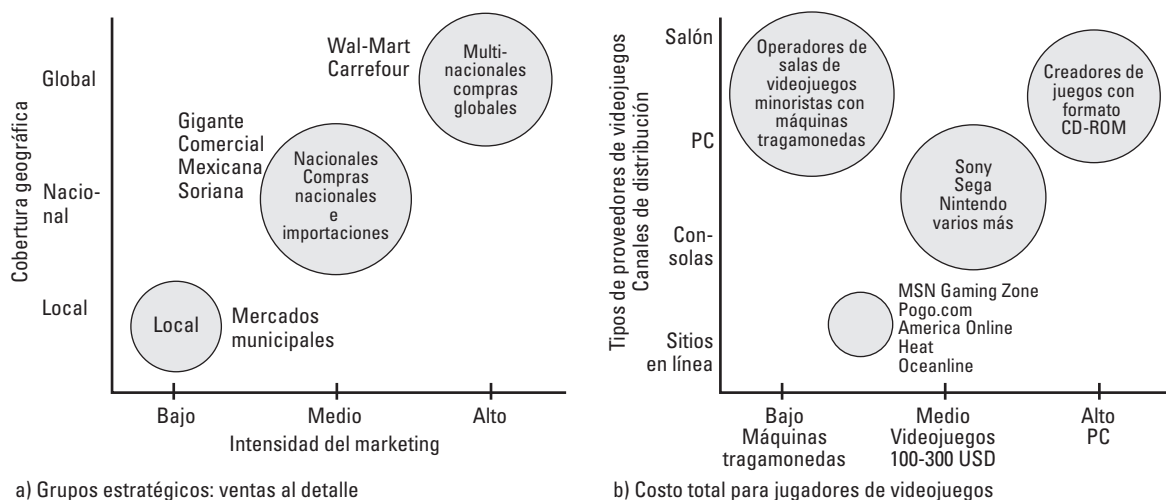 Cobertura geográfica
Global
Nacio-
nal
Local
Wal-Mart
Carrefour
Multi-
nacionales
compras
globales
Gigante
Comercial
Mexicana
Soriana
Nacionales
Compras
nacionales
e
importaciones
Local
Mercados
municipales
Bajo
Medio
Alto
Intensidad del marketing
a) Grupos estratégicos: ventas al detalle
Tipos de proveedores de videojuegos
Canales de distribución
Salón
PC
Con-
solas
Sitios
en línea
Operadores de
salas de
videojuegos
minoristas con
máquinas
tragamonedas
Creadores de
juegos con
formato
CD-ROM
Sony
Sega
Nintendo
varios más
MSN Gaming Zone
Pogo.com
America Online
Heat
Oceanline
Bajo
Máquinas
tragamonedas
Medio
Videojuegos
100-300 USD
Alto
PC
b) Costo total para jugadores de videojuegos